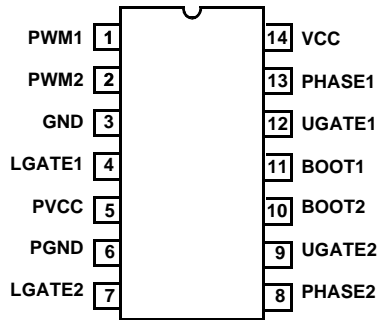 PWM1 1 14 VCC
PWM2 2 13 PHASE1
GND 3 12 UGATE1
LGATE1 4 11 BOOT1
PVCC 5 10 BOOT2
PGND 6 9 UGATE2
LGATE2 7 8 PHASE2